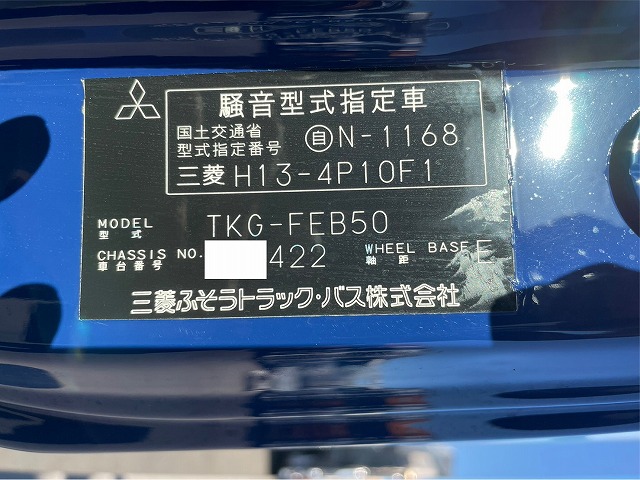 騒音型式指定車
国土交通省
型式指定番号 自N-1168
三菱 H13-4P10F1
MODEL 型式 TKG-FEB50
CHASSIS NO. 車台番号 422 WHEEL BASE 軸距 E
三菱ふそうトラック・バス株式会社